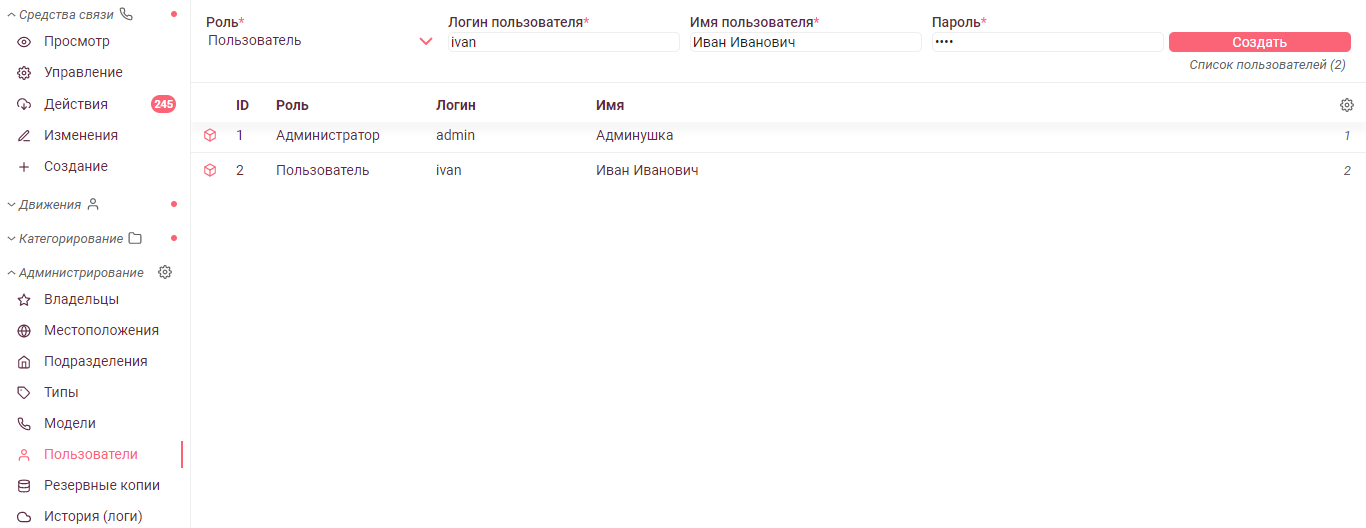 Средства связи
Просмотр
Управление
Действия 245
Изменения
Создание
Движения
Категорирование
Администрирование
Владельцы
Местоположения
Подразделения
Типы
Модели
Пользователи
Резервные копии
История (логи)
Роль* Логин пользователя* Имя пользователя* Пароль*
Пользователь ivan Иван Иванович •••• Создать
Список пользователей (2)
ID Роль Логин Имя
1 Администратор admin Админушка 1
2 Пользователь ivan Иван Иванович 2